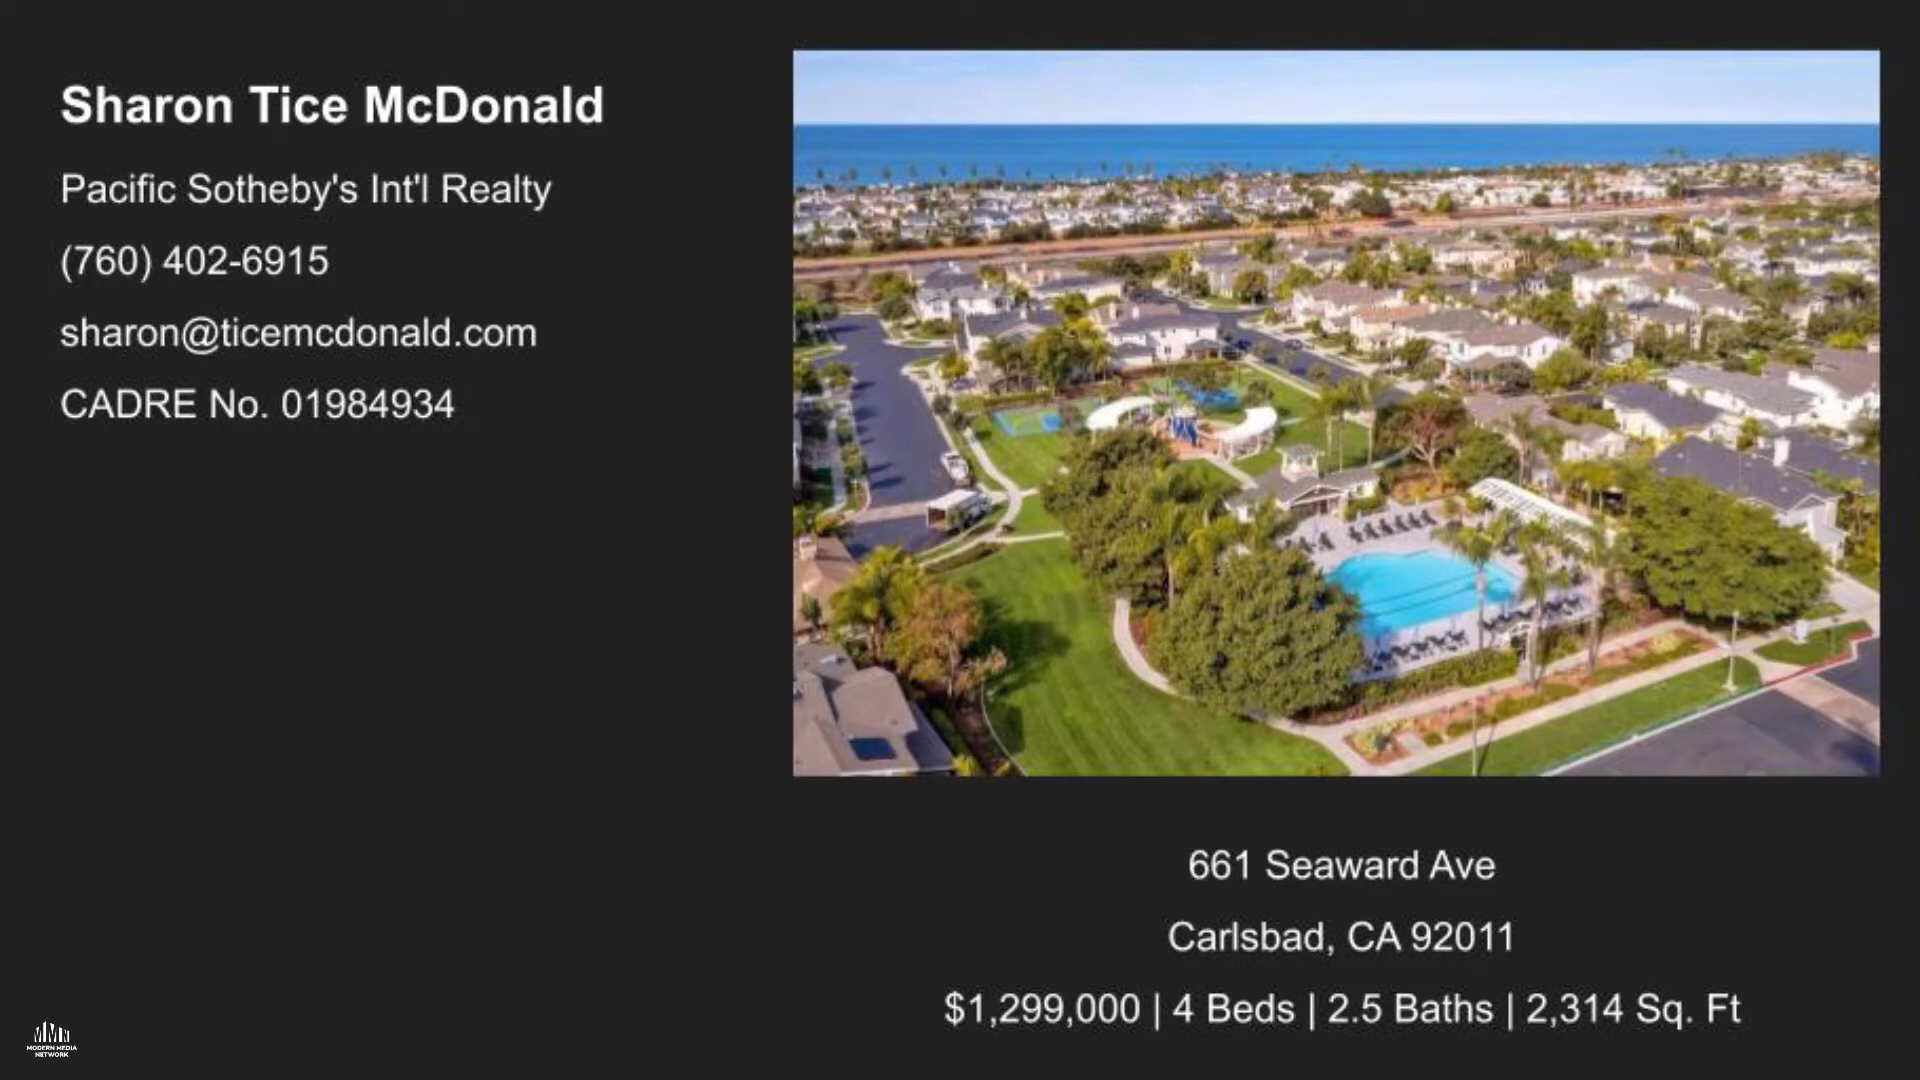 Sharon Tice McDonald
Pacific Sotheby's Int'l Realty
(760) 402-6915
sharon@ticemcdonald.com
CADRE No. 01984934
661 Seaward Ave
Carlsbad, CA 92011
$1,299,000 | 4 Beds | 2.5 Baths | 2,314 Sq. Ft
MMN
MODERN MEDIA
NETWORK